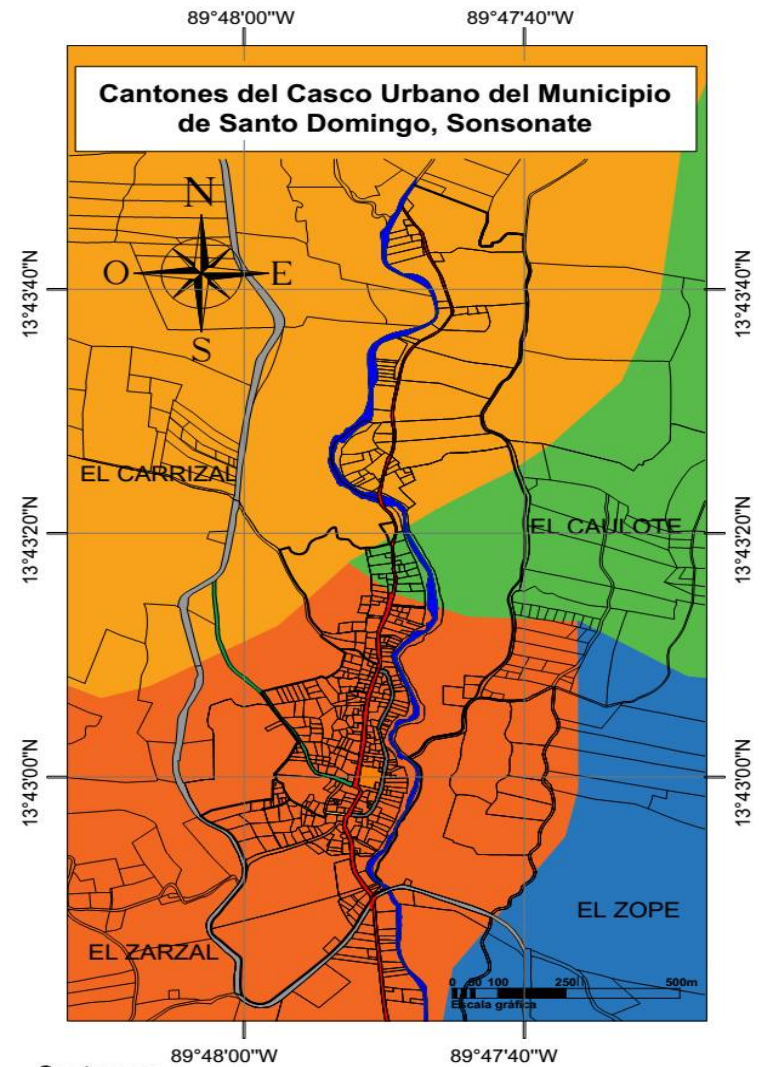 89°48'00"W 89°47'40"W
Cantones del Casco Urbano del Municipio
de Santo Domingo, Sonsonate
N
O E
S
13°43'40"N 13°43'40"N
EL CARRIZAL
EL CAULOTE
13°43'20"N 13°43'20"N
13°43'00"N 13°43'00"N
EL ZOPE
EL ZARZAL
0 50 100 250 500m
Escala gráfica
89°48'00"W 89°47'40"W